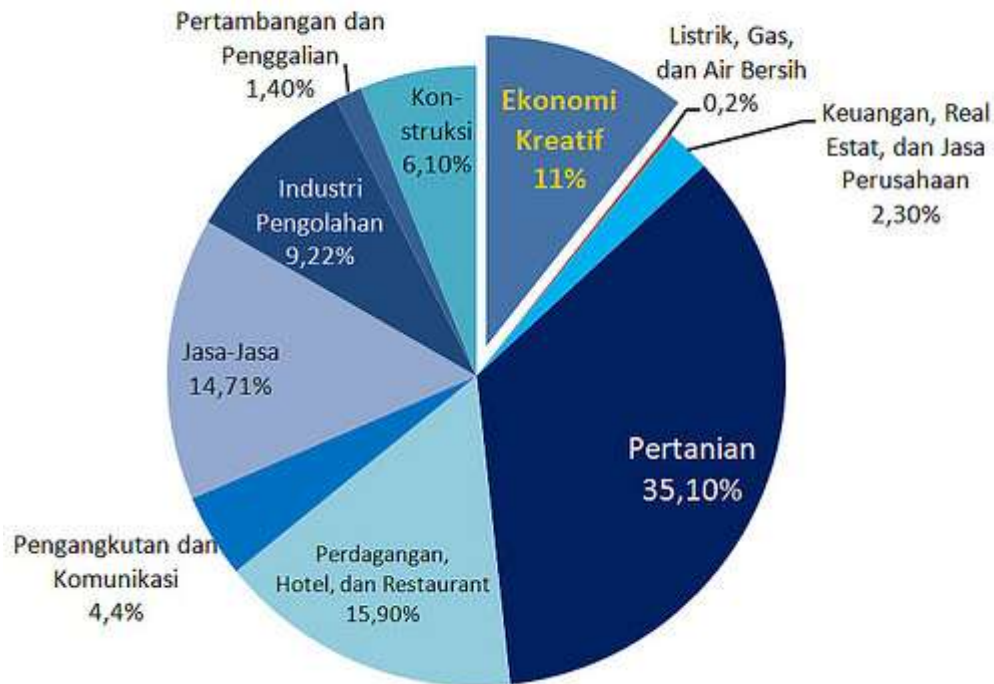 Pertambangan dan
Penggalian
1,40%
Kon-
struksi
6,10%
Ekonomi
Kreatif
11%
Listrik, Gas,
dan Air Bersih
0,2%
Keuangan, Real
Estat, dan Jasa
Perusahaan
2,30%
Industri
Pengolahan
9,22%
Jasa-Jasa
14,71%
Pertanian
35,10%
Pengangkutan dan
Komunikasi
4,4%
Perdagangan,
Hotel, dan Restaurant
15,90%